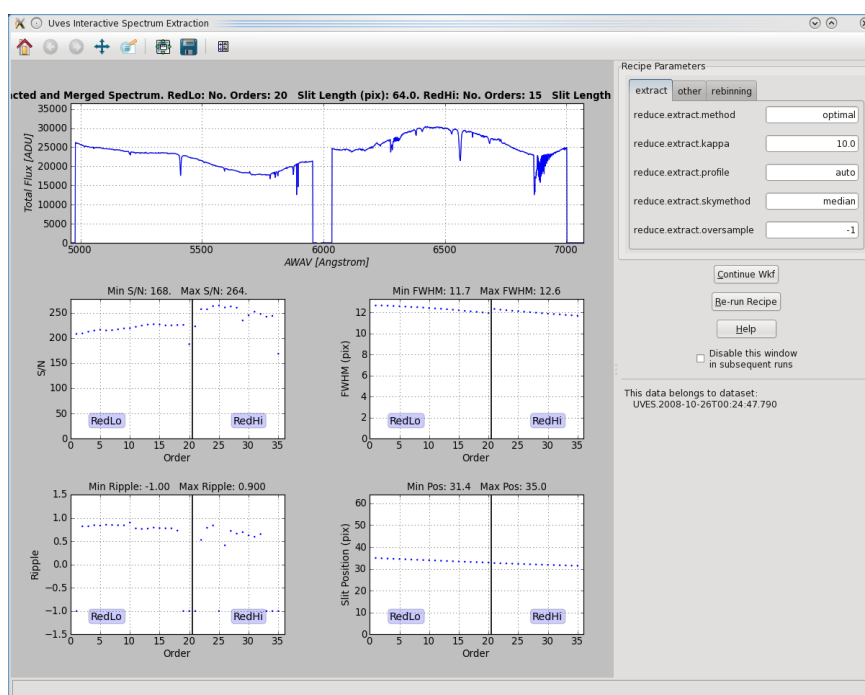 Uves Interactive Spectrum Extraction
acted and Merged Spectrum. RedLo: No. Orders: 20 Slit Length (pix): 64.0. RedHi: No. Orders: 15 Slit Length
35000
30000
25000
20000
15000
10000
5000
0
Total Flux [ADU]
5000 5500 6000 6500 7000
AWAV [Angstrom]
Min S/N: 168. Max S/N: 264.
250
200
150
100
50
0
S/N
RedLo RedHi
0 5 10 15 20 25 30 35
Order
Min FWHM: 11.7 Max FWHM: 12.6
12
10
8
6
4
2
0
FWHM (pix)
RedLo RedHi
0 5 10 15 20 25 30 35
Order
Min Ripple: -1.00 Max Ripple: 0.900
1.5
1.0
0.5
0.0
−0.5
−1.0
−1.5
Ripple
RedLo RedHi
0 5 10 15 20 25 30 35
Order
Min Pos: 31.4 Max Pos: 35.0
60
50
40
30
20
10
0
Slit Position (pix)
RedLo RedHi
0 5 10 15 20 25 30 35
Order
Recipe Parameters
extract other rebinning
reduce.extract.method optimal
reduce.extract.kappa 10.0
reduce.extract.profile auto
reduce.extract.skymethod median
reduce.extract.oversample -1
Continue Wkf
Re-run Recipe
Help
Disable this window
in subsequent runs
This data belongs to dataset:
UVES.2008-10-26T00:24:47.790